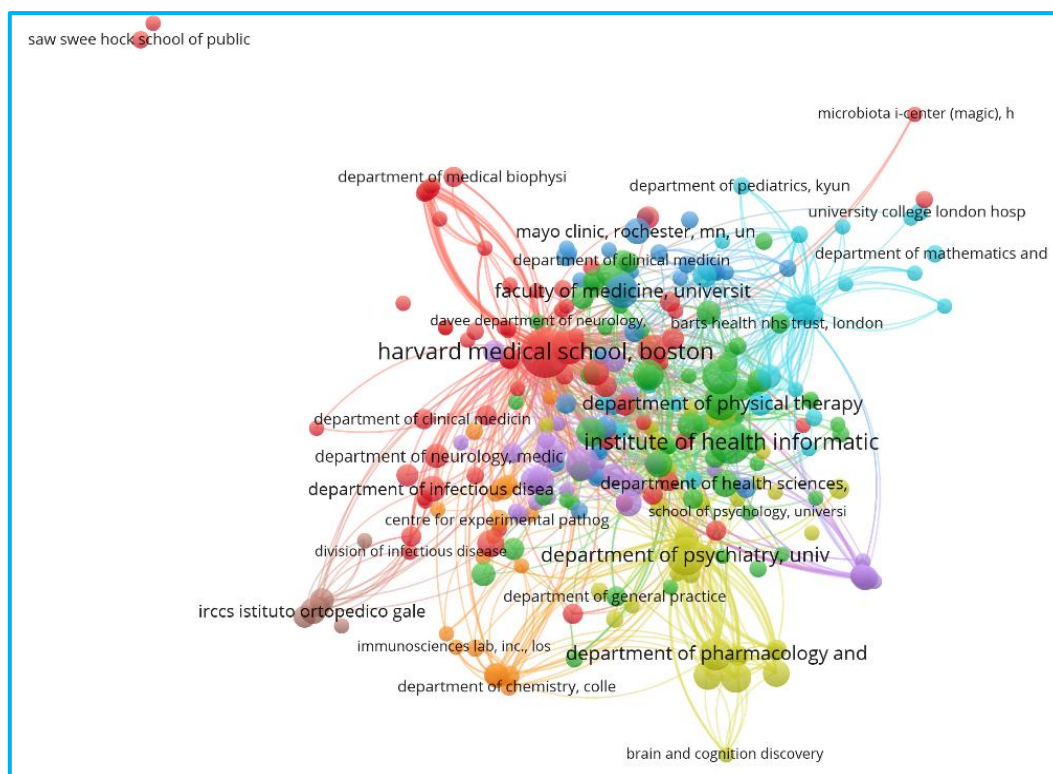 saw swee hock school of public
microbiota i-center (magic), h
department of medical biophysi
department of pediatrics, kyun
university college london hosp
mayo clinic, rochester, mn, un
department of mathematics and
department of clinical medicin
faculty of medicine, universit
davee department of neurology,
barts health nhs trust, london
harvard medical school, boston
department of physical therapy
department of clinical medicin
institute of health informatic
department of neurology, medic
department of health sciences,
department of infectious disea
school of psychology, universi
centre for experimental pathog
division of infectious disease
department of psychiatry, univ
department of general practice
irccs istituto ortopedico gale
immunosciences lab, inc., los
department of pharmacology and
department of chemistry, colle
brain and cognition discovery